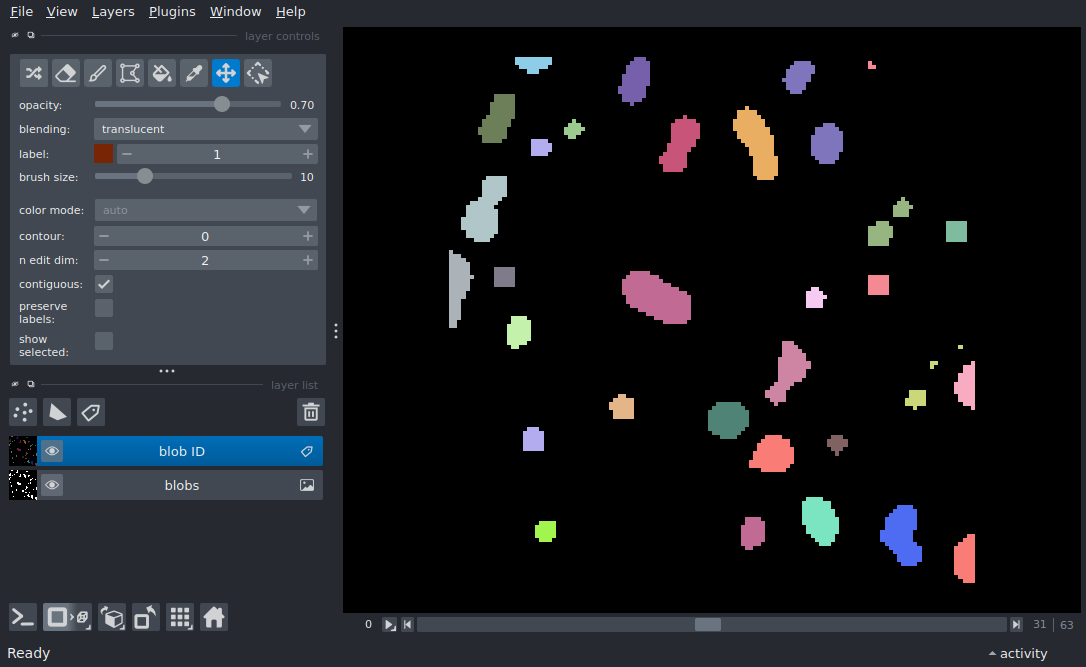 File View Layers Plugins Window Help
layer controls
opacity: 0.70
blending: translucent
label: 1
brush size: 10
color mode: auto
contour: 0
n edit dim: 2
contiguous:
preserve
labels:
show
selected:
layer list
blob ID
blobs
0 31 63
Ready activity